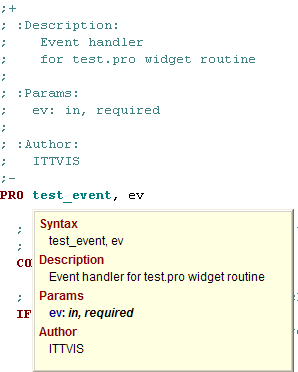 ;+
; :Description:
;    Event handler
;    for test.pro widget routine
;
; :Params:
;   ev: in, required
;
; :Author:
;   ITTVIS
;-
PRO test_event, ev
;
Syntax
; test_event, ev
CO
Description
Event handler for test.pro widget routine
;
Params
IF
ev: in, required
Author
ITTVIS